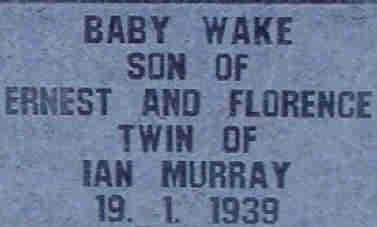 BABY WAKE
SON OF
ERNEST AND FLORENCE
TWIN OF
IAN MURRAY
19. 1. 1939